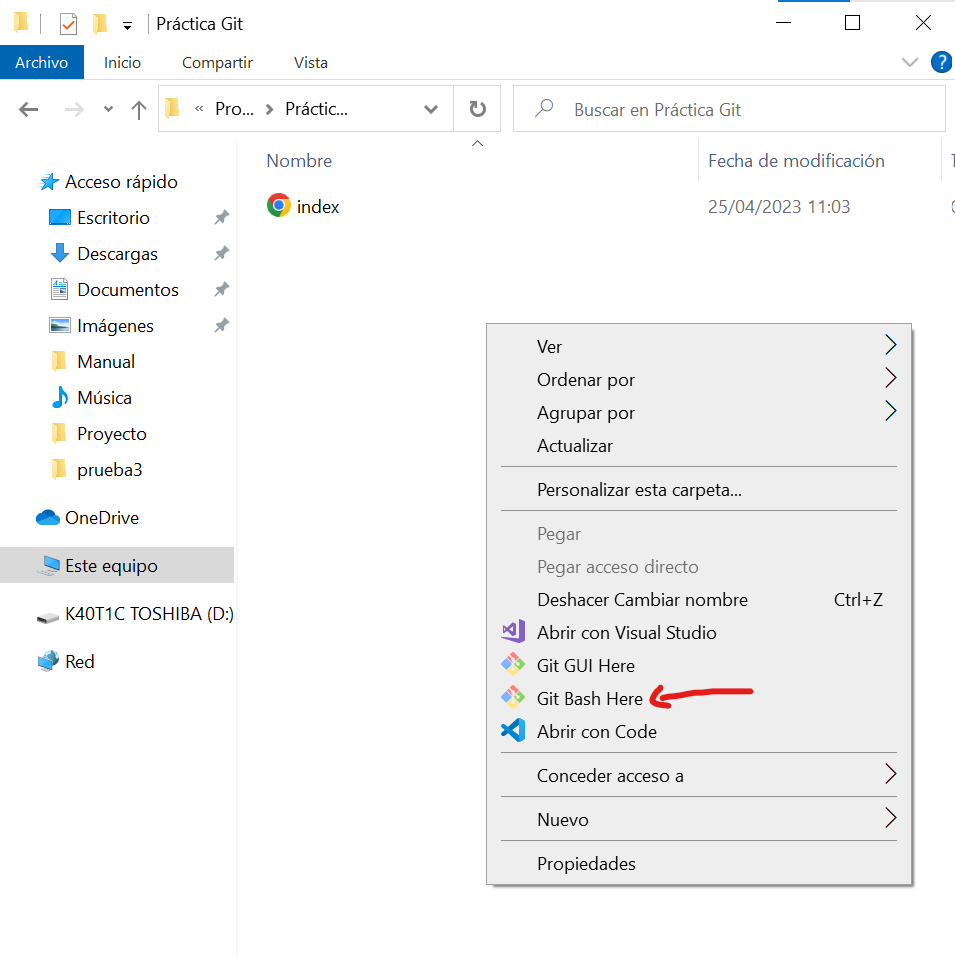 Práctica Git
Archivo Inicio Compartir Vista ?
« Pro... Práctic... Buscar en Práctica Git
Nombre Fecha de modificación
Acceso rápido
index 25/04/2023 11:03
Escritorio
Descargas
Documentos
Imágenes
Manual
Música
Proyecto
prueba3
OneDrive
Este equipo
K40T1C TOSHIBA (D:)
Red
Ver
Ordenar por
Agrupar por
Actualizar
Personalizar esta carpeta...
Pegar
Pegar acceso directo
Deshacer Cambiar nombre Ctrl+Z
Abrir con Visual Studio
Git GUI Here
Git Bash Here
Abrir con Code
Conceder acceso a
Nuevo
Propiedades